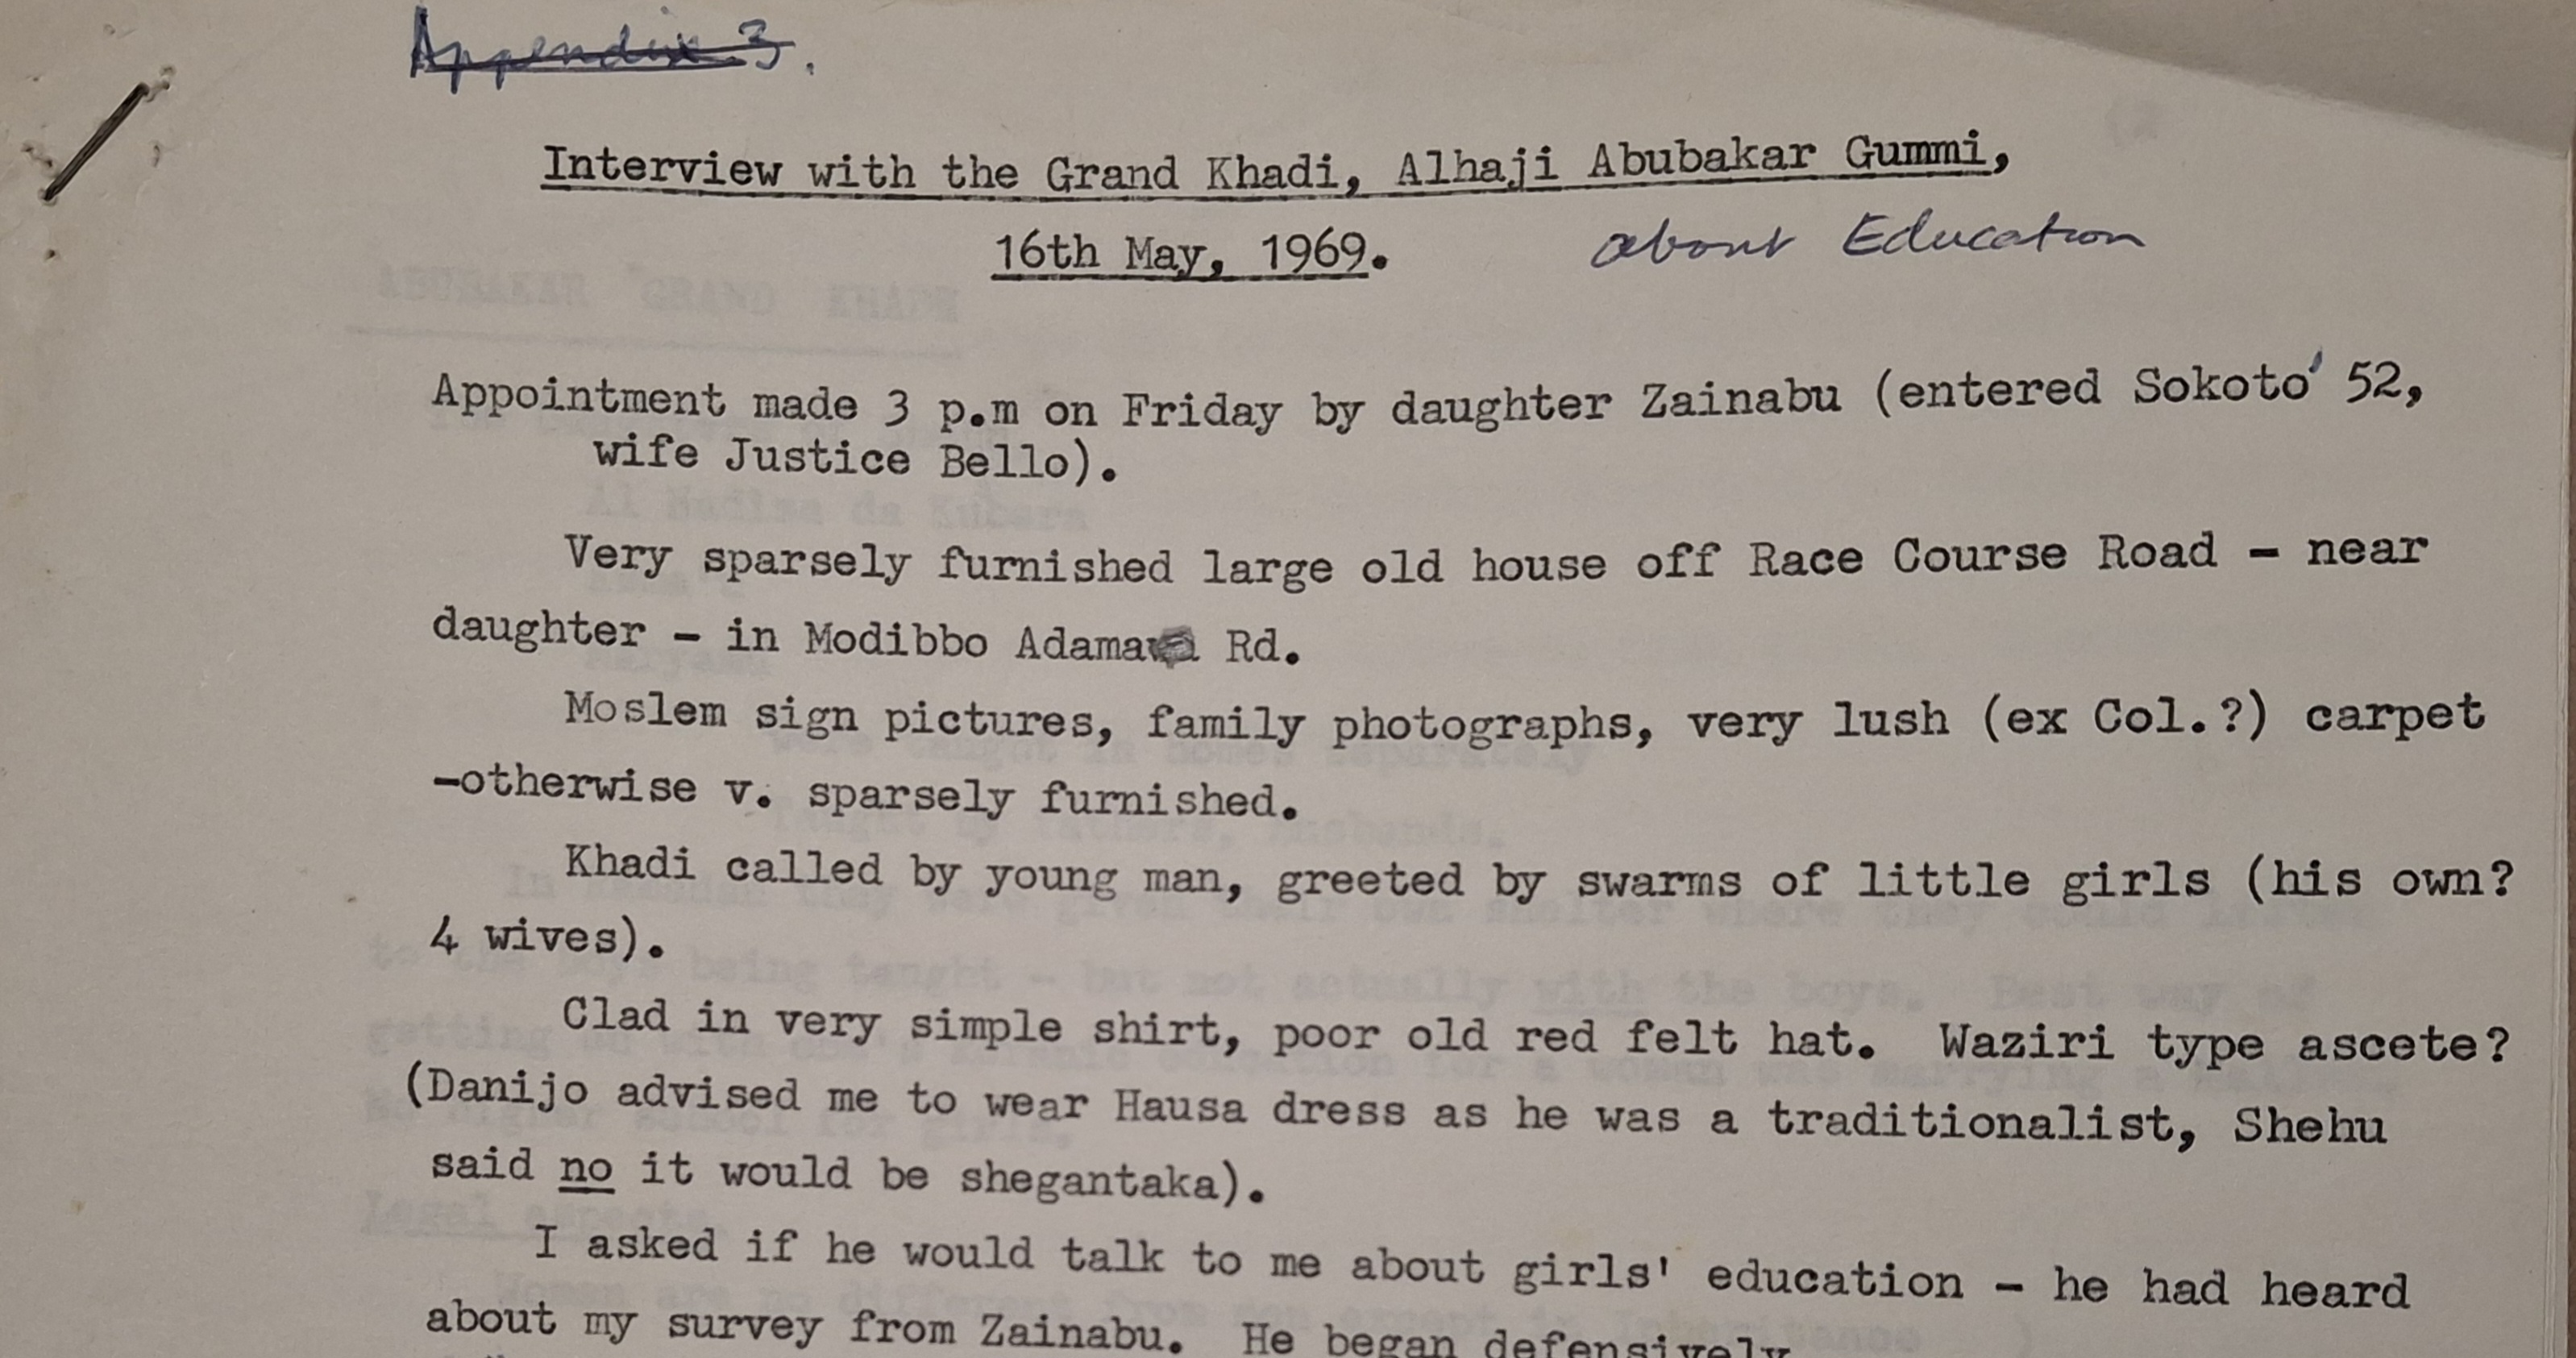 Appendix 3.
Interview with the Grand Khadi, Alhaji Abubakar Gummi,
16th May, 1969. about Education
Appointment made 3 p.m on Friday by daughter Zainabu (entered Sokoto' 52,
wife Justice Bello).
Very sparsely furnished large old house off Race Course Road - near
daughter - in Modibbo Adamawa Rd.
Moslem sign pictures, family photographs, very lush (ex Col.?) carpet
-otherwise v. sparsely furnished.
Khadi called by young man, greeted by swarms of little girls (his own?
4 wives).
Clad in very simple shirt, poor old red felt hat. Waziri type ascete?
(Danijo advised me to wear Hausa dress as he was a traditionalist, Shehu
said no it would be shegantaka).
I asked if he would talk to me about girls' education - he had heard
about my survey from Zainabu. He began defensively